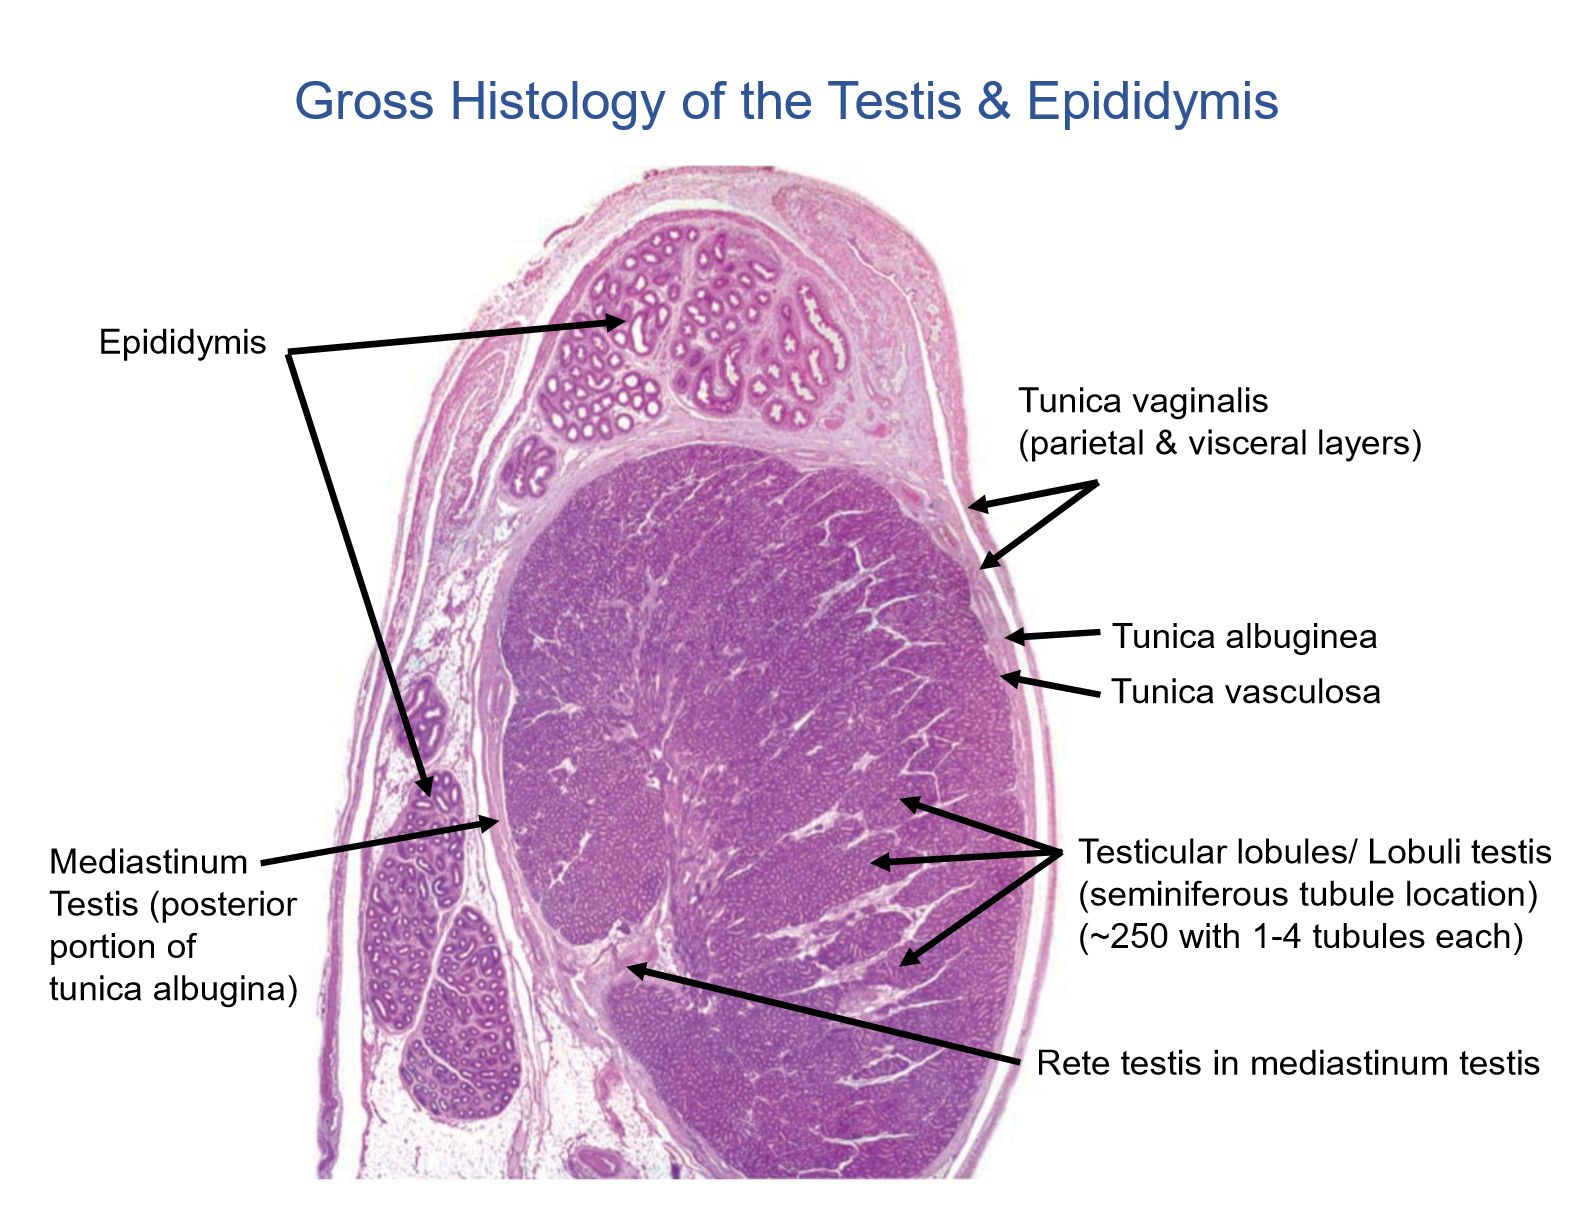 Gross Histology of the Testis & Epididymis
Epididymis
Tunica vaginalis
(parietal & visceral layers)
Tunica albuginea
Tunica vasculosa
Mediastinum
Testis (posterior
portion of
tunica albugina)
Testicular lobules/ Lobuli testis
(seminiferous tubule location)
(~250 with 1-4 tubules each)
Rete testis in mediastinum testis